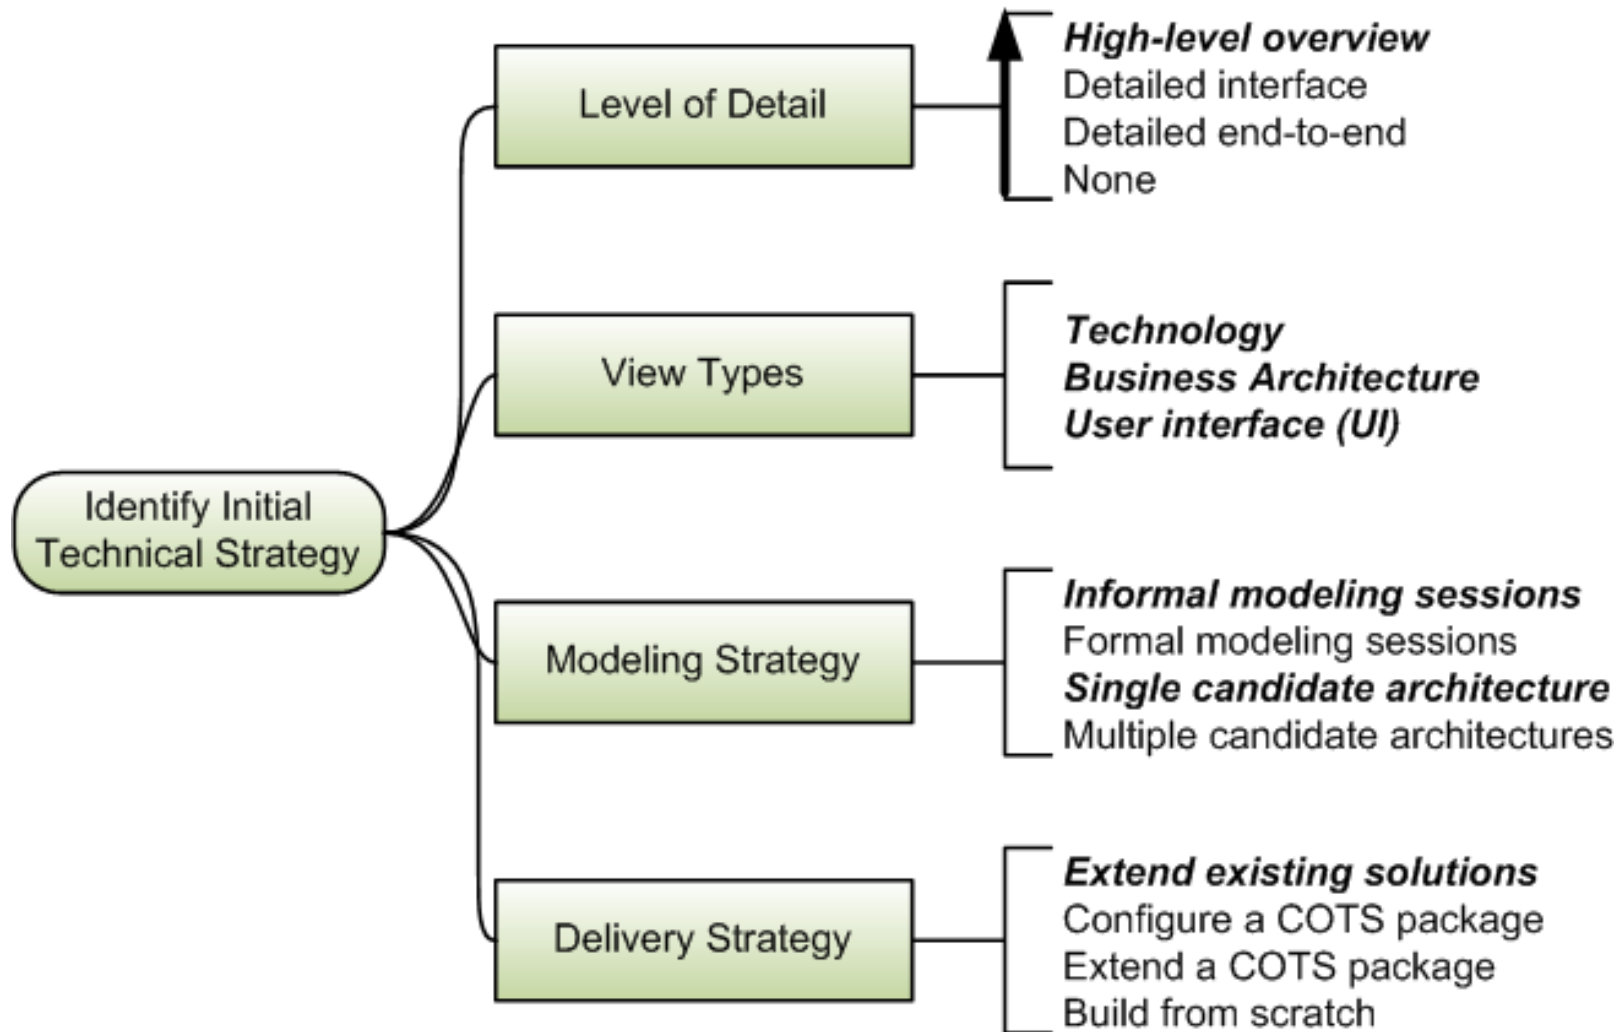 Identify Initial
Technical Strategy
Level of Detail
High-level overview
Detailed interface
Detailed end-to-end
None
View Types
Technology
Business Architecture
User interface (UI)
Modeling Strategy
Informal modeling sessions
Formal modeling sessions
Single candidate architecture
Multiple candidate architectures
Delivery Strategy
Extend existing solutions
Configure a COTS package
Extend a COTS package
Build from scratch